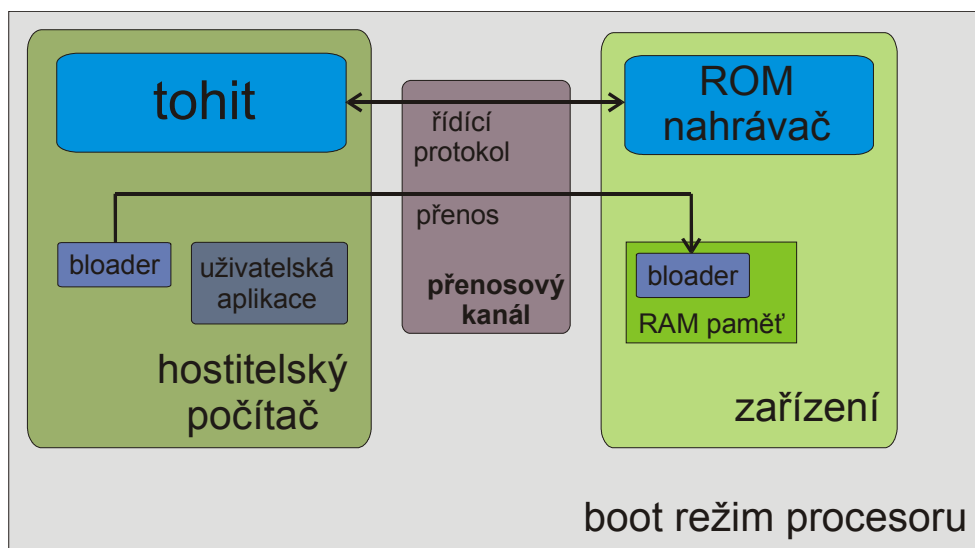 tohit
ROM
nahrávač
řídící
protokol
přenos
bloader
uživatelská
aplikace
přenosový
kanál
bloader
RAM paměť
hostitelský
počítač
zařízení
boot režim procesoru